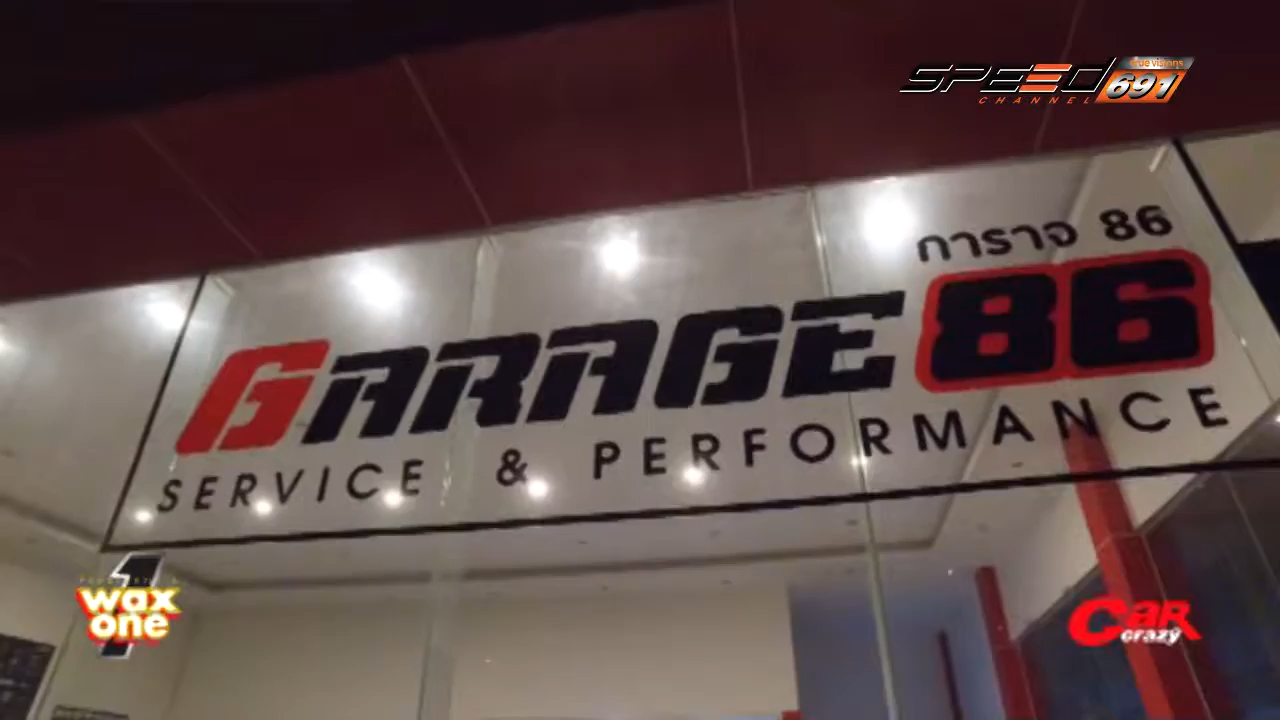 SPEED
CHANNEL
true visions
691
การาจ 86
GARAGE 86
SERVICE & PERFORMANCE
1
wax
one
CAR
crazy